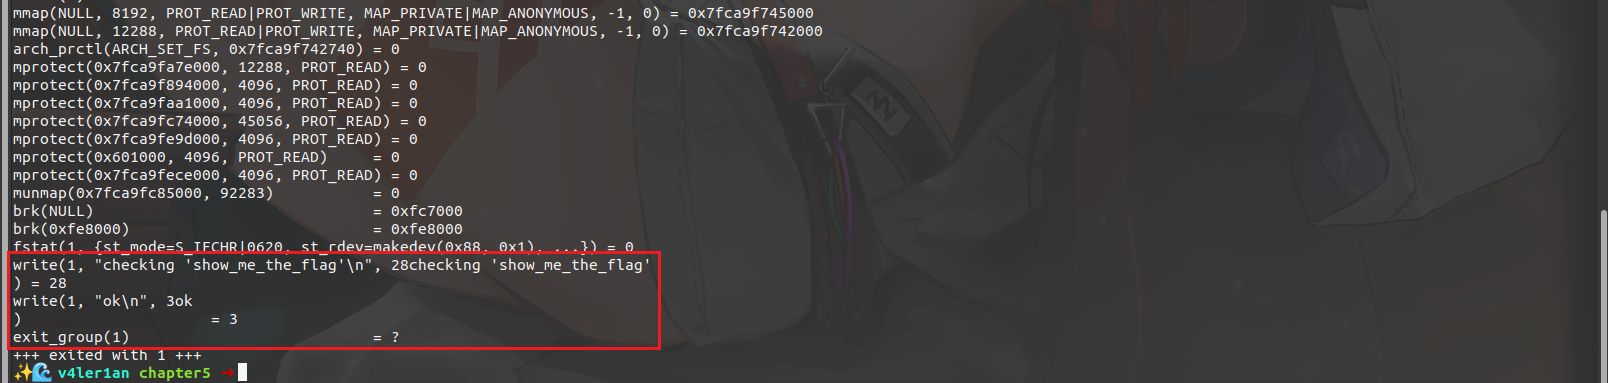 mmap(NULL, 8192, PROT_READ|PROT_WRITE, MAP_PRIVATE|MAP_ANONYMOUS, -1, 0) = 0x7fca9f745000
mmap(NULL, 12288, PROT_READ|PROT_WRITE, MAP_PRIVATE|MAP_ANONYMOUS, -1, 0) = 0x7fca9f742000
arch_prctl(ARCH_SET_FS, 0x7fca9f742740) = 0
mprotect(0x7fca9fa7e000, 12288, PROT_READ) = 0
mprotect(0x7fca9f894000, 4096, PROT_READ) = 0
mprotect(0x7fca9faa1000, 4096, PROT_READ) = 0
mprotect(0x7fca9fc74000, 45056, PROT_READ) = 0
mprotect(0x7fca9fe9d000, 4096, PROT_READ) = 0
mprotect(0x601000, 4096, PROT_READ)     = 0
mprotect(0x7fca9fece000, 4096, PROT_READ) = 0
munmap(0x7fca9fc85000, 92283)           = 0
brk(NULL)                               = 0xfc7000
brk(0xfe8000)                           = 0xfe8000
fstat(1, {st_mode=S_IFCHR|0620, st_rdev=makedev(0x88, 0x1), ...}) = 0
write(1, "checking 'show_me_the_flag'\n", 28checking 'show_me_the_flag'
) = 28
write(1, "ok\n", 3ok
)                     = 3
exit_group(1)                           = ?
+++ exited with 1 +++
✨🌊 v4ler1an chapter5 →